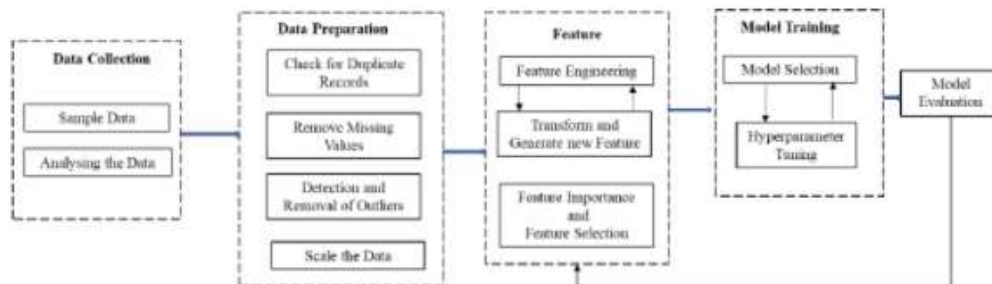 Data Collection
Sample Data
Analysing the Data
Data Preparation
Check for Duplicate
Records
Remove Missing
Values
Detection and
Removal of Outliers
Scale the Data
Feature
Feature Engineering
Transform and
Generate new Feature
Feature Importance
and
Feature Selection
Model Training
Model Selection
Hyperparameter
Tuning
Model
Evaluation